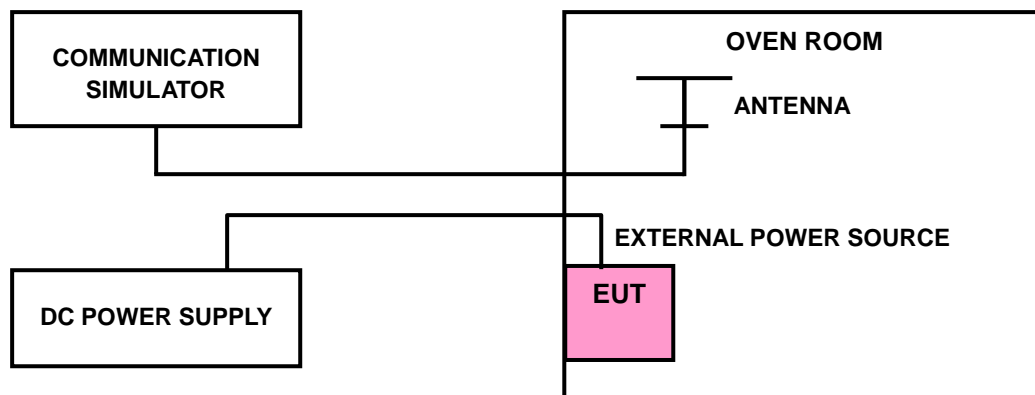 COMMUNICATION
SIMULATOR
OVEN ROOM
ANTENNA
EXTERNAL POWER SOURCE
DC POWER SUPPLY
EUT